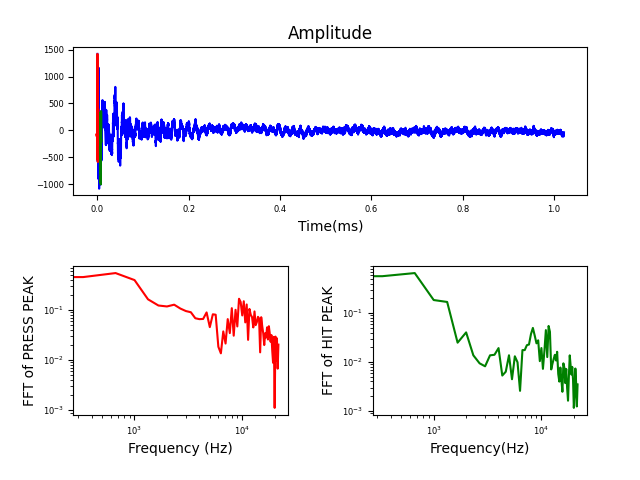 Amplitude
1500
1000
500
0
−500
−1000
0.0 0.2 0.4 0.6 0.8 1.0
Time(ms)
FFT of PRESS PEAK
10⁻¹
10⁻²
10⁻³
10³ 10⁴
Frequency (Hz)
FFT of HIT PEAK
10⁻¹
10⁻²
10⁻³
10³ 10⁴
Frequency(Hz)